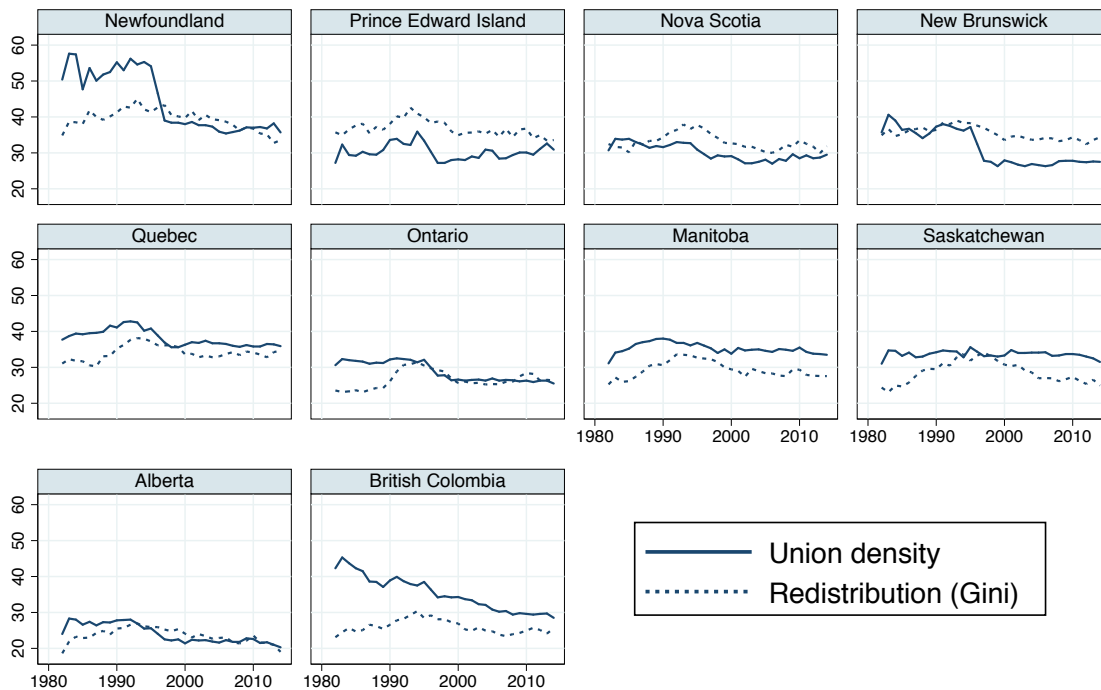 Newfoundland Prince Edward Island Nova Scotia New Brunswick
60
50
40
30
20
Quebec Ontario Manitoba Saskatchewan
60
50
40
30
20
1980 1990 2000 2010 1980 1990 2000 2010
Alberta British Colombia
60
50
40
30
20
Union density
Redistribution (Gini)
1980 1990 2000 2010 1980 1990 2000 2010